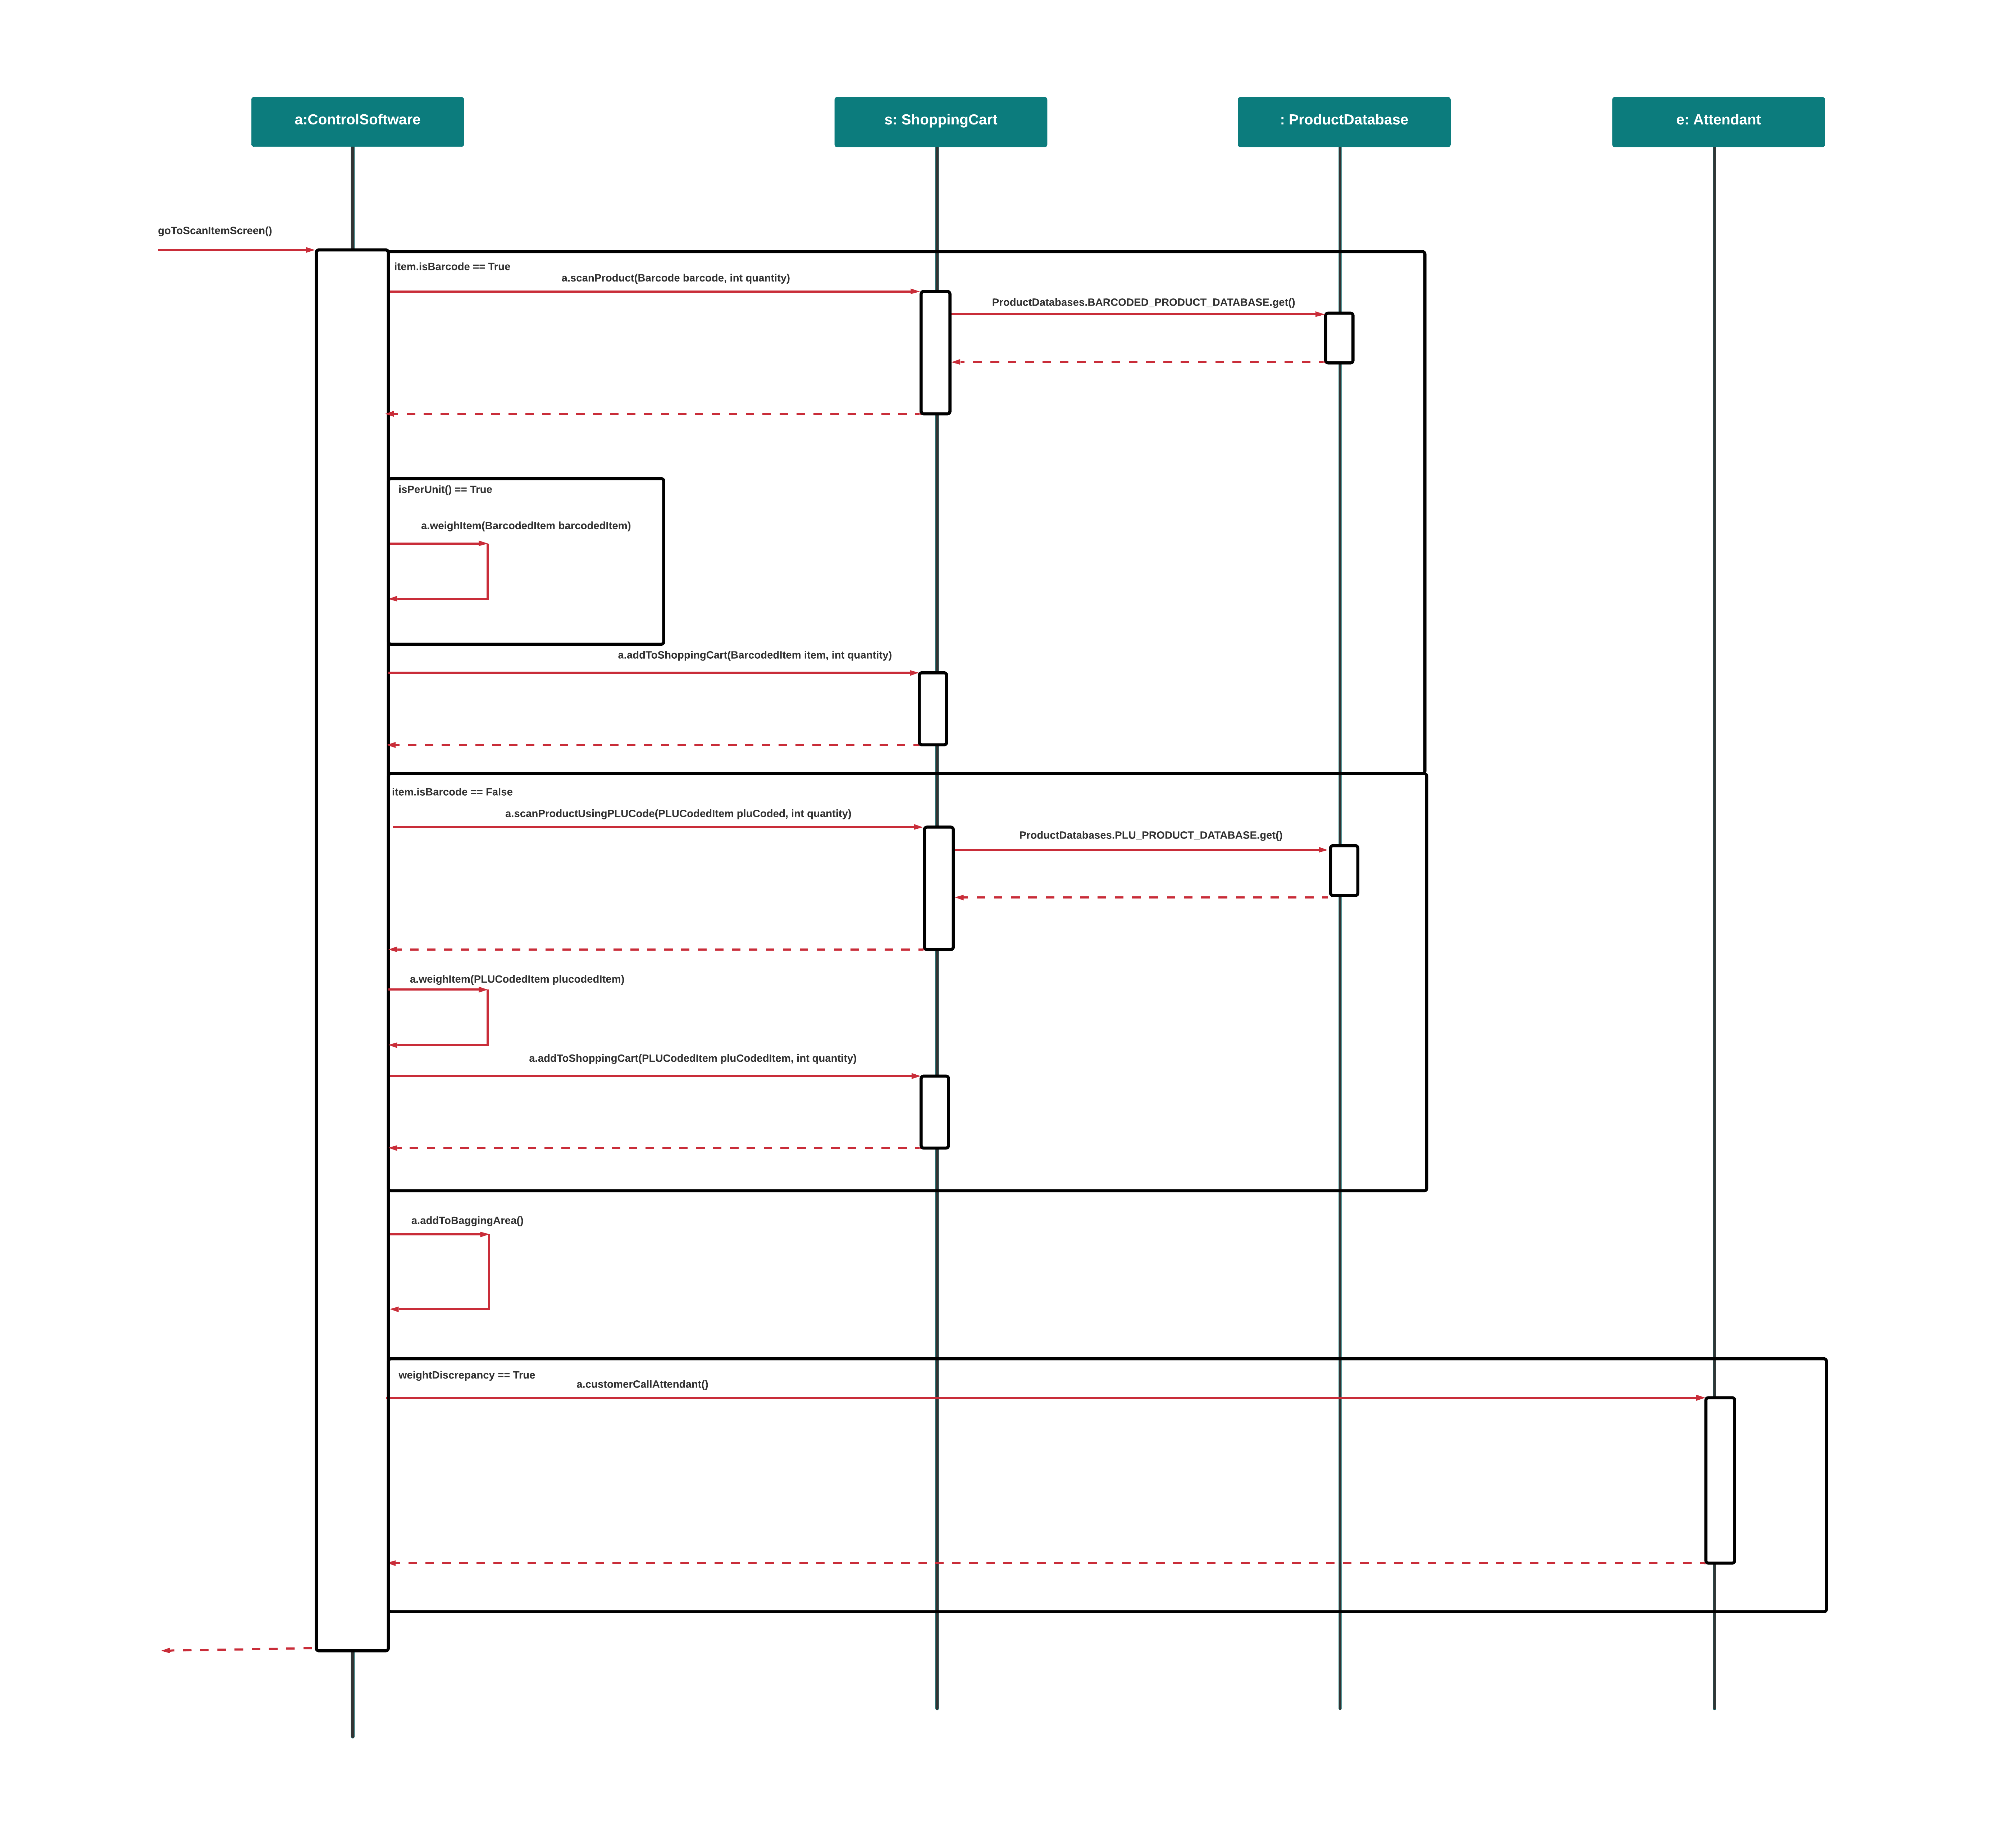 a:ControlSoftware
s: ShoppingCart
: ProductDatabase
e: Attendant
goToScanItemScreen()
item.isBarcode == True
a.scanProduct(Barcode barcode, int quantity)
ProductDatabases.BARCODED_PRODUCT_DATABASE.get()
isPerUnit() == True
a.weighItem(BarcodedItem barcodedItem)
a.addToShoppingCart(BarcodedItem item, int quantity)
item.isBarcode == False
a.scanProductUsingPLUCode(PLUCodedItem pluCoded, int quantity)
ProductDatabases.PLU_PRODUCT_DATABASE.get()
a.weighItem(PLUCodedItem plucodedItem)
a.addToShoppingCart(PLUCodedItem pluCodedItem, int quantity)
a.addToBaggingArea()
weightDiscrepancy == True
a.customerCallAttendant()